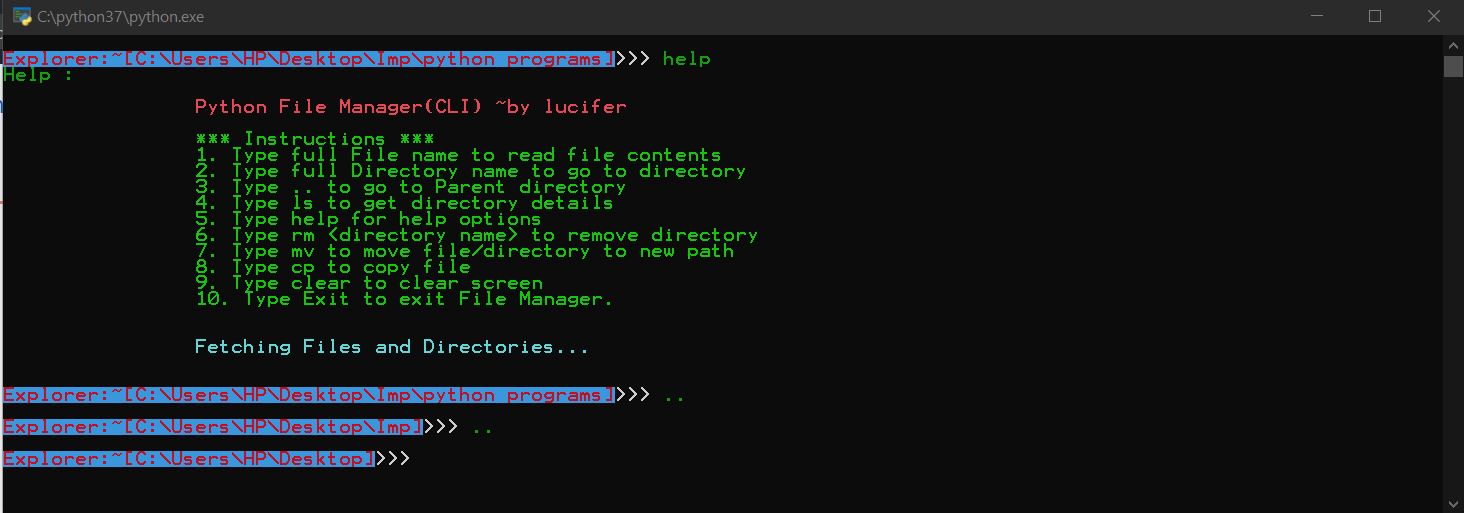 C:\python37\python.exe
Explorer:~[C:\Users\HP\Desktop\Imp\python programs]>>> help
Help :
Python File Manager(CLI) ~by lucifer
*** Instructions ***
1. Type full File name to read file contents
2. Type full Directory name to go to directory
3. Type .. to go to Parent directory
4. Type ls to get directory details
5. Type help for help options
6. Type rm <directory name> to remove directory
7. Type mv to move file/directory to new path
8. Type cp to copy file
9. Type clear to clear screen
10. Type Exit to exit File Manager.
Fetching Files and Directories...
Explorer:~[C:\Users\HP\Desktop\Imp\python programs]>>> ..
Explorer:~[C:\Users\HP\Desktop\Imp]>>> ..
Explorer:~[C:\Users\HP\Desktop]>>>